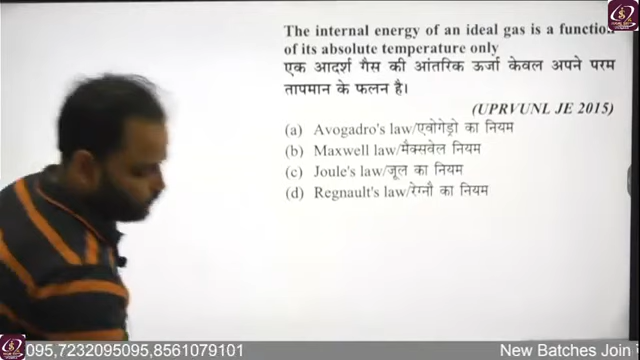 The internal energy of an ideal gas is a function
of its absolute temperature only
एक आदर्श गैस की आंतरिक ऊर्जा केवल अपने परम
तापमान के फलन है।
(UPRVUNL JE 2015)
(a) Avogadro's law/एवोगेड्रो का नियम
(b) Maxwell law/मैक्सवेल नियम
(c) Joule's law/जूल का नियम
(d) Regnault's law/रेग्नौ का नियम
095,7232095095,8561079101 New Batches Join